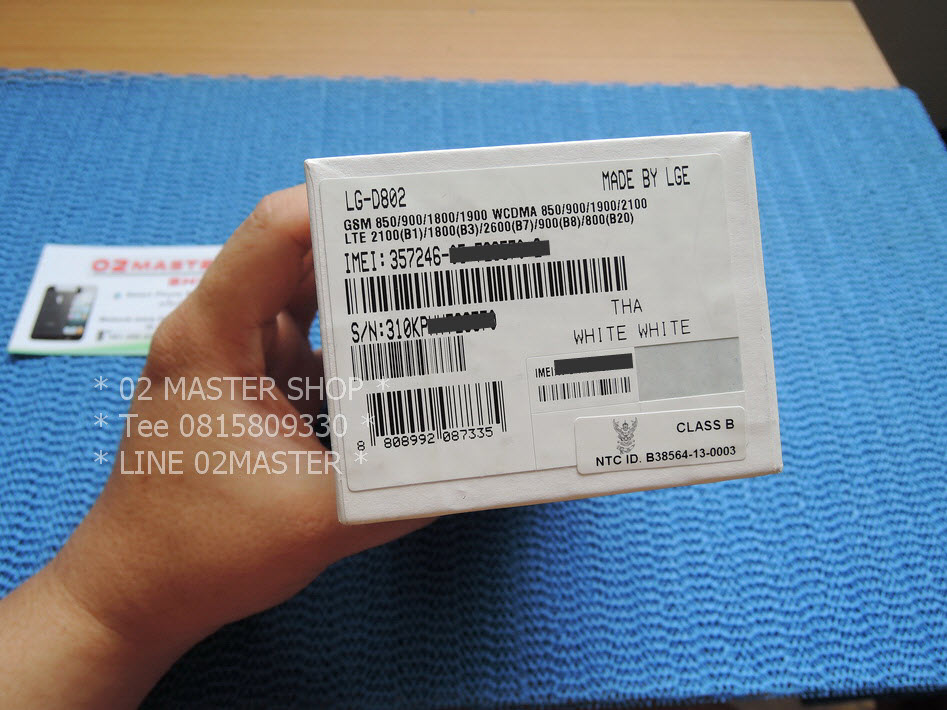 LG-D802
MADE BY LGE
GSM 850/900/1800/1900 WCDMA 850/900/1900/2100
LTE 2100(B1)/1800(B3)/2600(B7)/900(B8)/800(B20)
IMEI: 357246-
THA
S/N:310KP
WHITE WHITE
IMEI:
8 808992 087335
CLASS B
NTC ID. B38564-13-0003
02MASTER
* 02 MASTER SHOP *
* Tee 0815809330 *
* LINE 02MASTER *